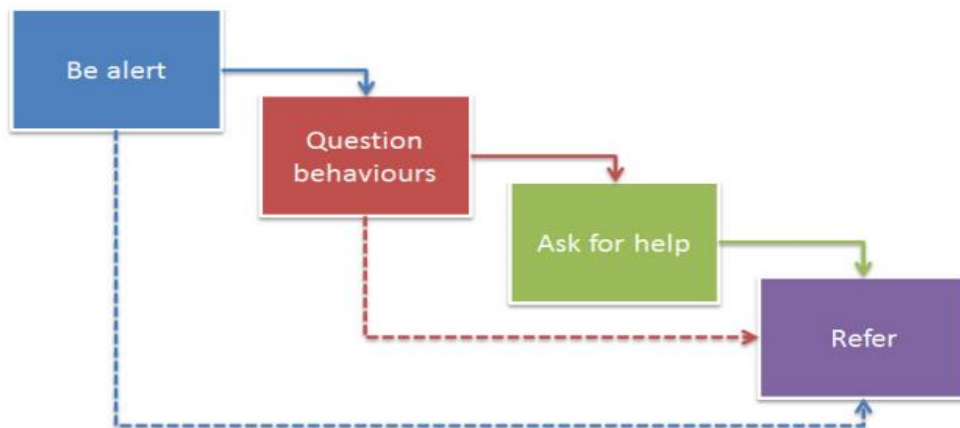 Be alert
Question
behaviours
Ask for help
Refer